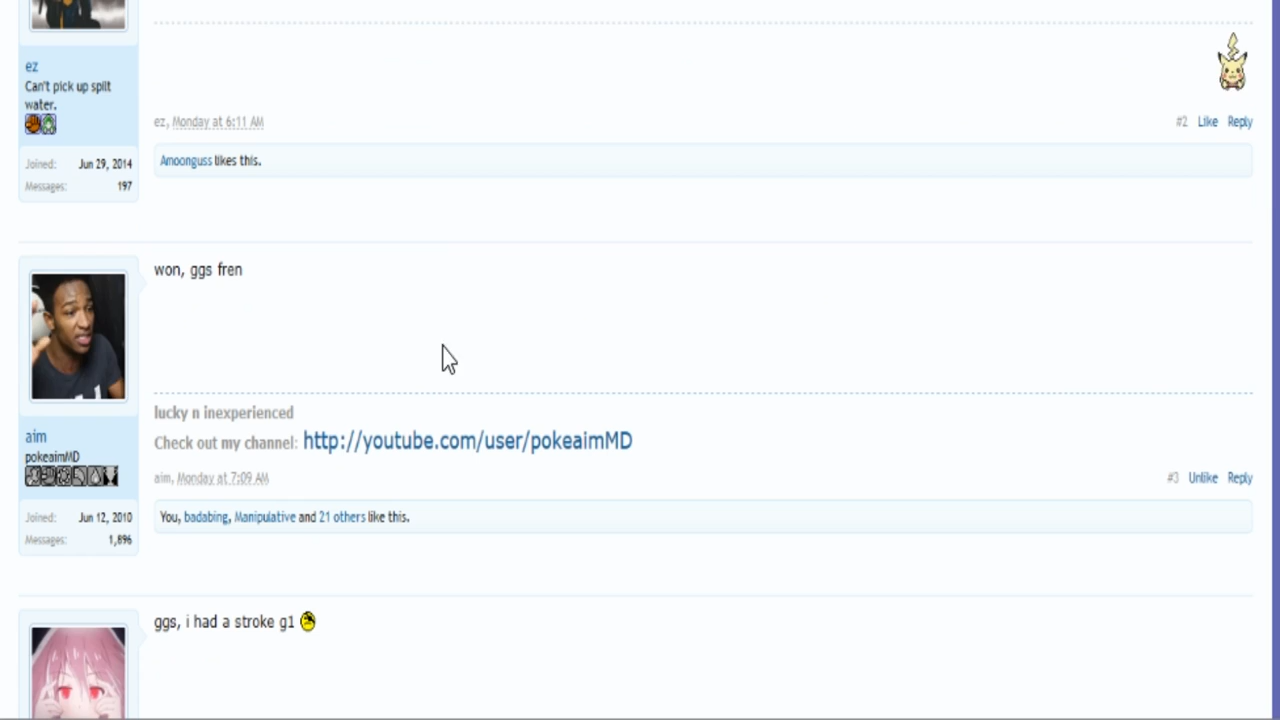 ez
Can't pick up spilt
water.
Joined: Jun 29, 2014
Messages: 197
ez, Monday at 6:11 AM
#2 Like Reply
Amoonguss likes this.
won, ggs fren
lucky n inexperienced
Check out my channel: http://youtube.com/user/pokeaimMD
aim
pokeaimMD
Joined: Jun 12, 2010
Messages: 1,896
aim, Monday at 7:09 AM
#3 Unlike Reply
You, badabing, Manipulative and 21 others like this.
ggs, i had a stroke g1